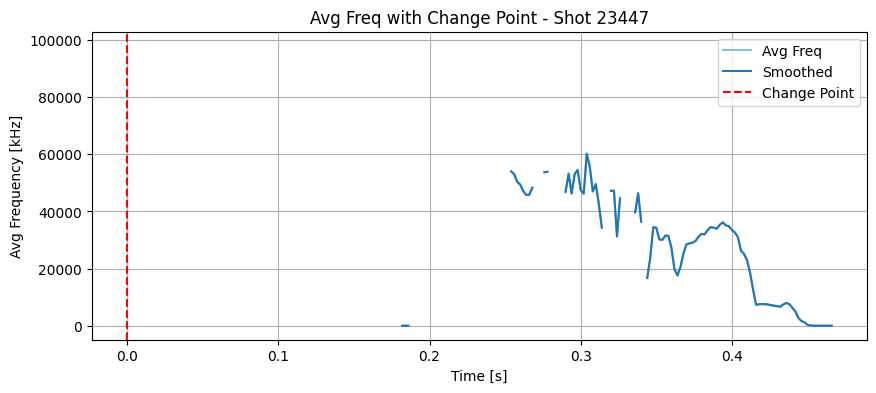 Avg Freq with Change Point - Shot 23447
Avg Frequency [kHz]
100000
80000
60000
40000
20000
0
Avg Freq
Smoothed
Change Point
0.0
0.1
0.2
0.3
0.4
Time [s]